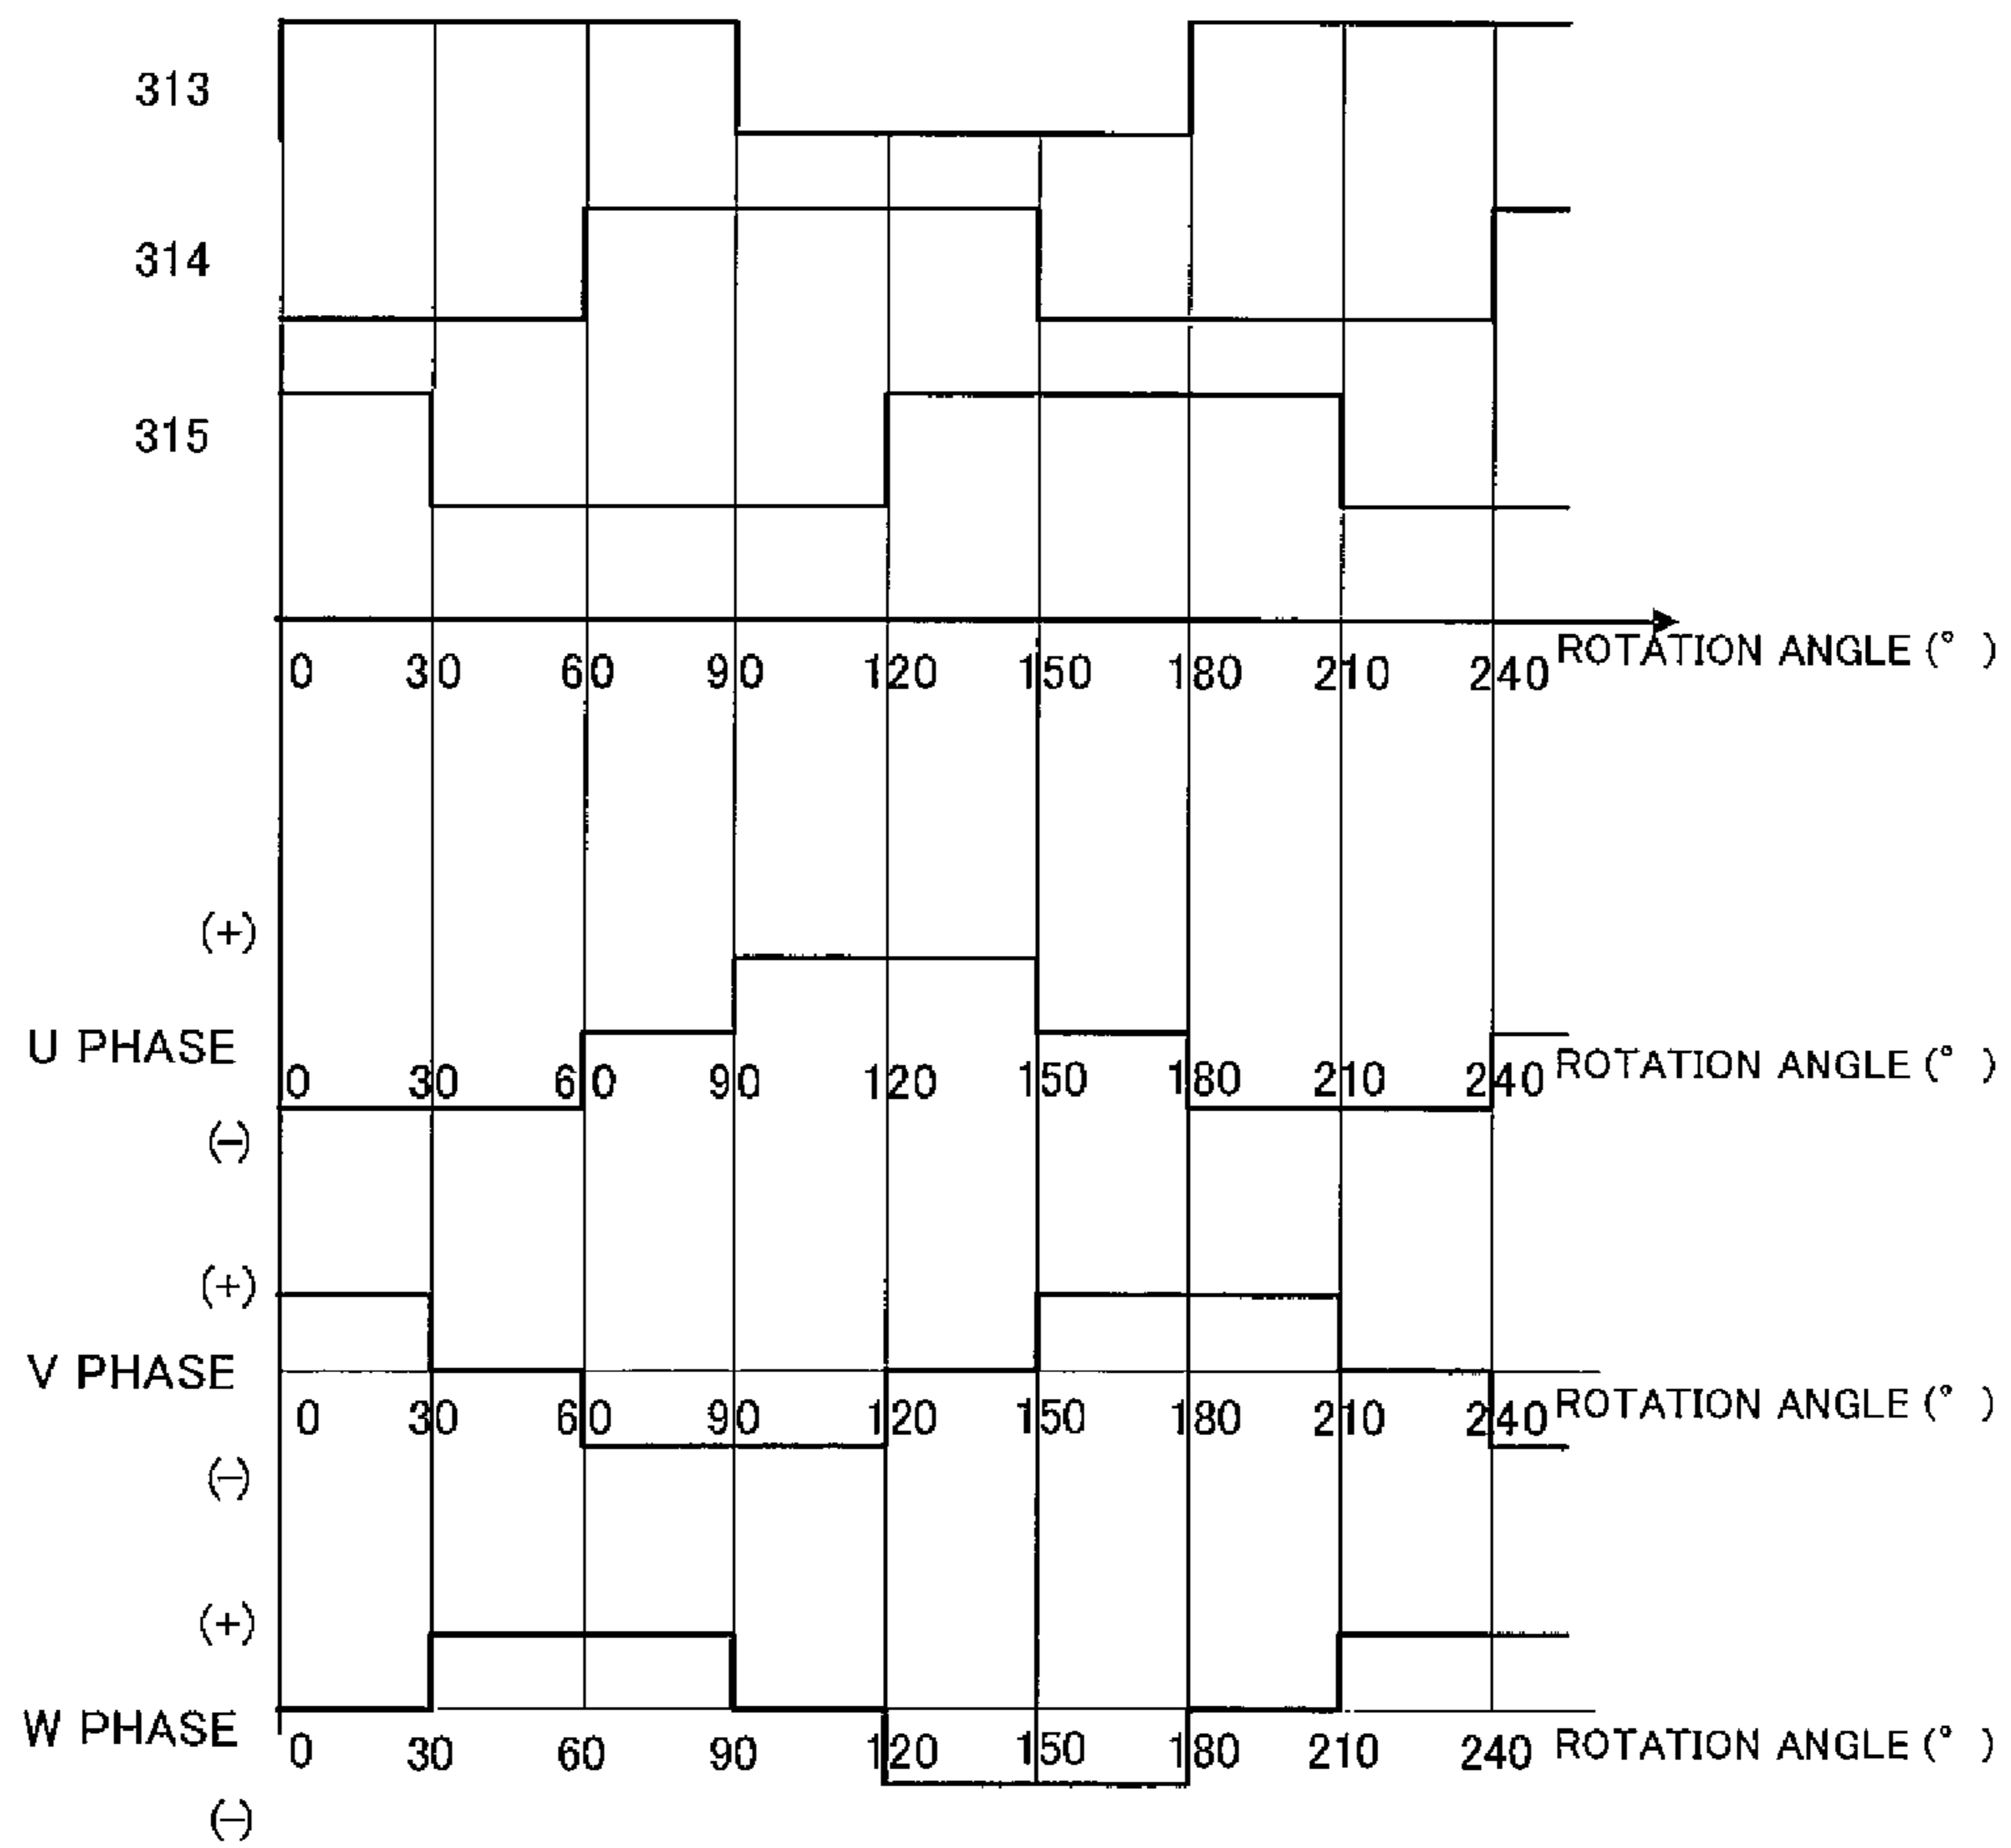 313
314
315
0 30 60 90 120 150 180 210 240 ROTATION ANGLE (° )
(+)
U PHASE
0 30 60 90 120 150 180 210 240 ROTATION ANGLE (° )
(−)
(+)
V PHASE
0 30 60 90 120 150 180 210 240 ROTATION ANGLE (° )
(−)
(+)
W PHASE
0 30 60 90 120 150 180 210 240 ROTATION ANGLE (° )
(−)